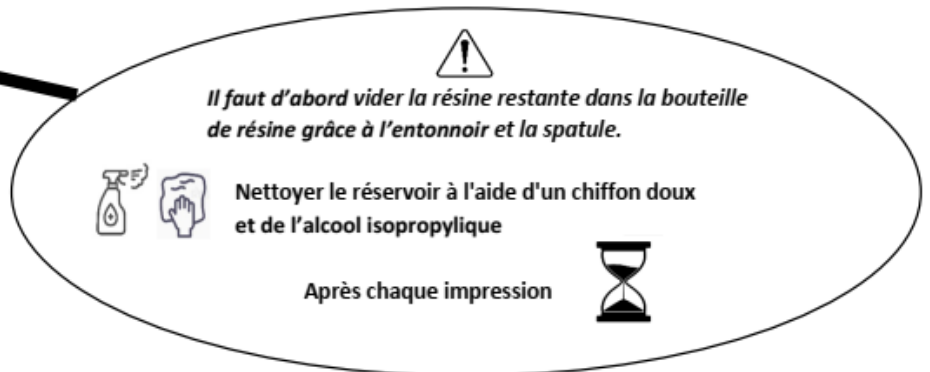 Il faut d’abord vider la résine restante dans la bouteille
de résine grâce à l’entonnoir et la spatule.
Nettoyer le réservoir à l'aide d'un chiffon doux
et de l’alcool isopropylique
Après chaque impression